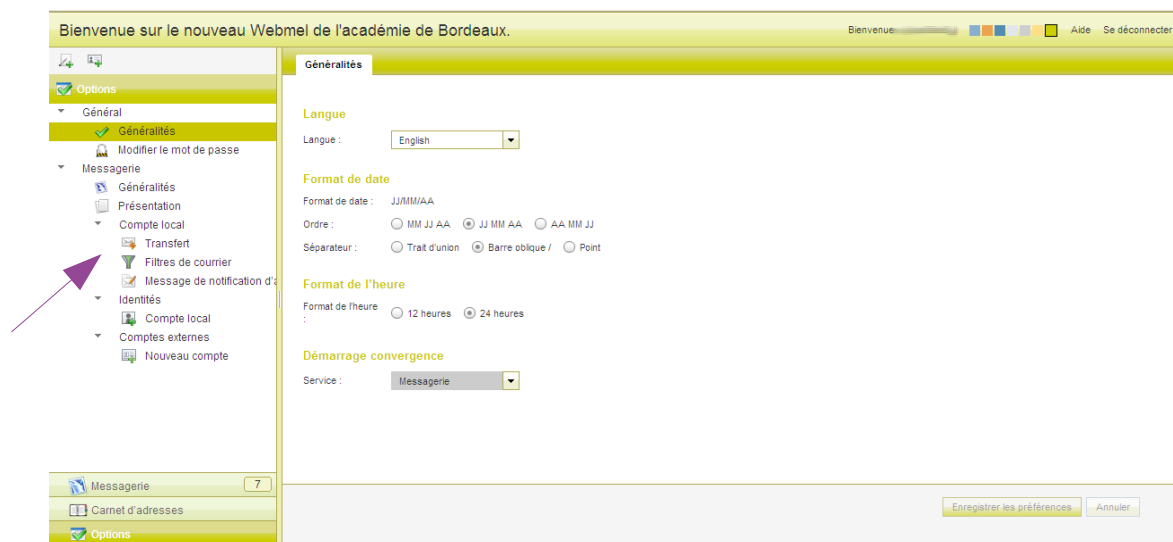 Bienvenue sur le nouveau Webmel de l'académie de Bordeaux.
Bienvenue
Aide Se déconnecter
Options
Général
Généralités
Modifier le mot de passe
Messagerie
Généralités
Présentation
Compte local
Transfert
Filtres de courrier
Message de notification d'a
Identités
Compte local
Comptes externes
Nouveau compte
Messagerie 7
Carnet d'adresses
Options
Généralités
Langue
Langue : English
Format de date
Format de date : JJ/MM/AA
Ordre : MM JJ AA JJ MM AA AA MM JJ
Séparateur : Trait d'union Barre oblique / Point
Format de l'heure
Format de l'heure : 12 heures 24 heures
Démarrage convergence
Service : Messagerie
Enregistrer les préférences Annuler